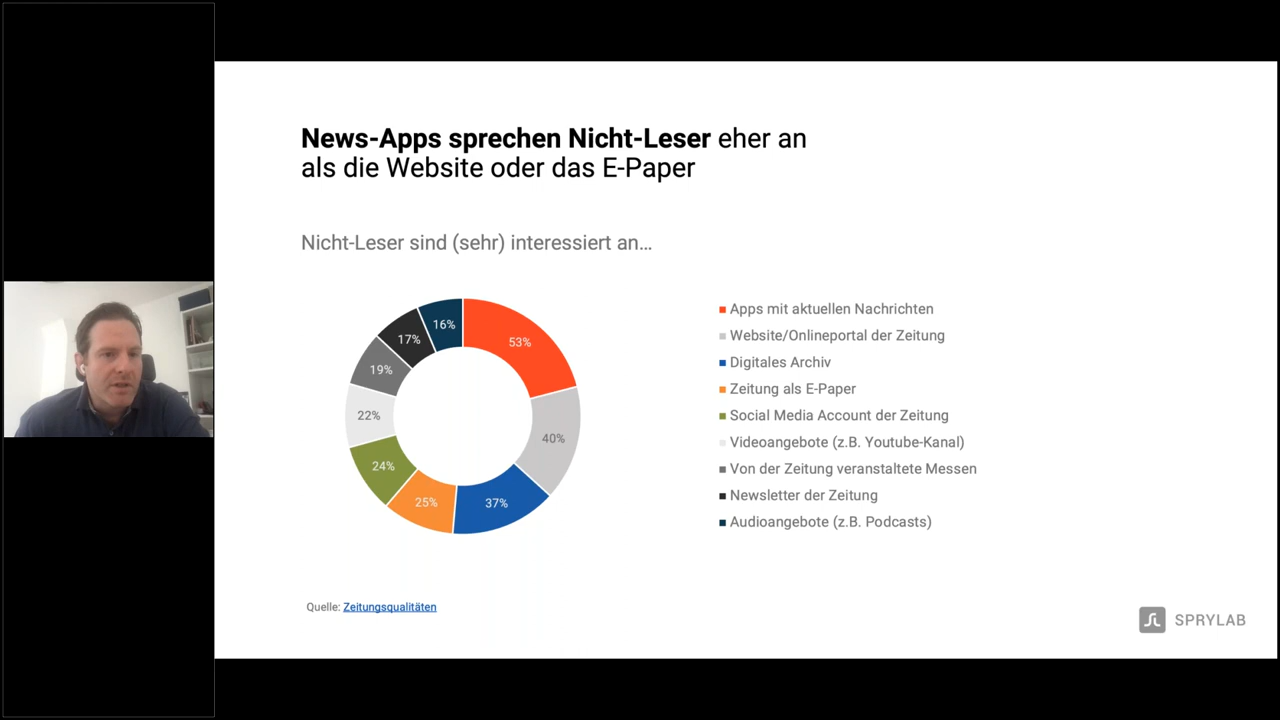 News-Apps sprechen Nicht-Leser eher an
als die Website oder das E-Paper
Nicht-Leser sind (sehr) interessiert an...
16%
53%
17%
19%
22%
40%
24%
25%
37%
Apps mit aktuellen Nachrichten
Website/Onlineportal der Zeitung
Digitales Archiv
Zeitung als E-Paper
Social Media Account der Zeitung
Videoangebote (z.B. Youtube-Kanal)
Von der Zeitung veranstaltete Messen
Newsletter der Zeitung
Audioangebote (z.B. Podcasts)
Quelle: Zeitungsqualitäten
SPRYLAB